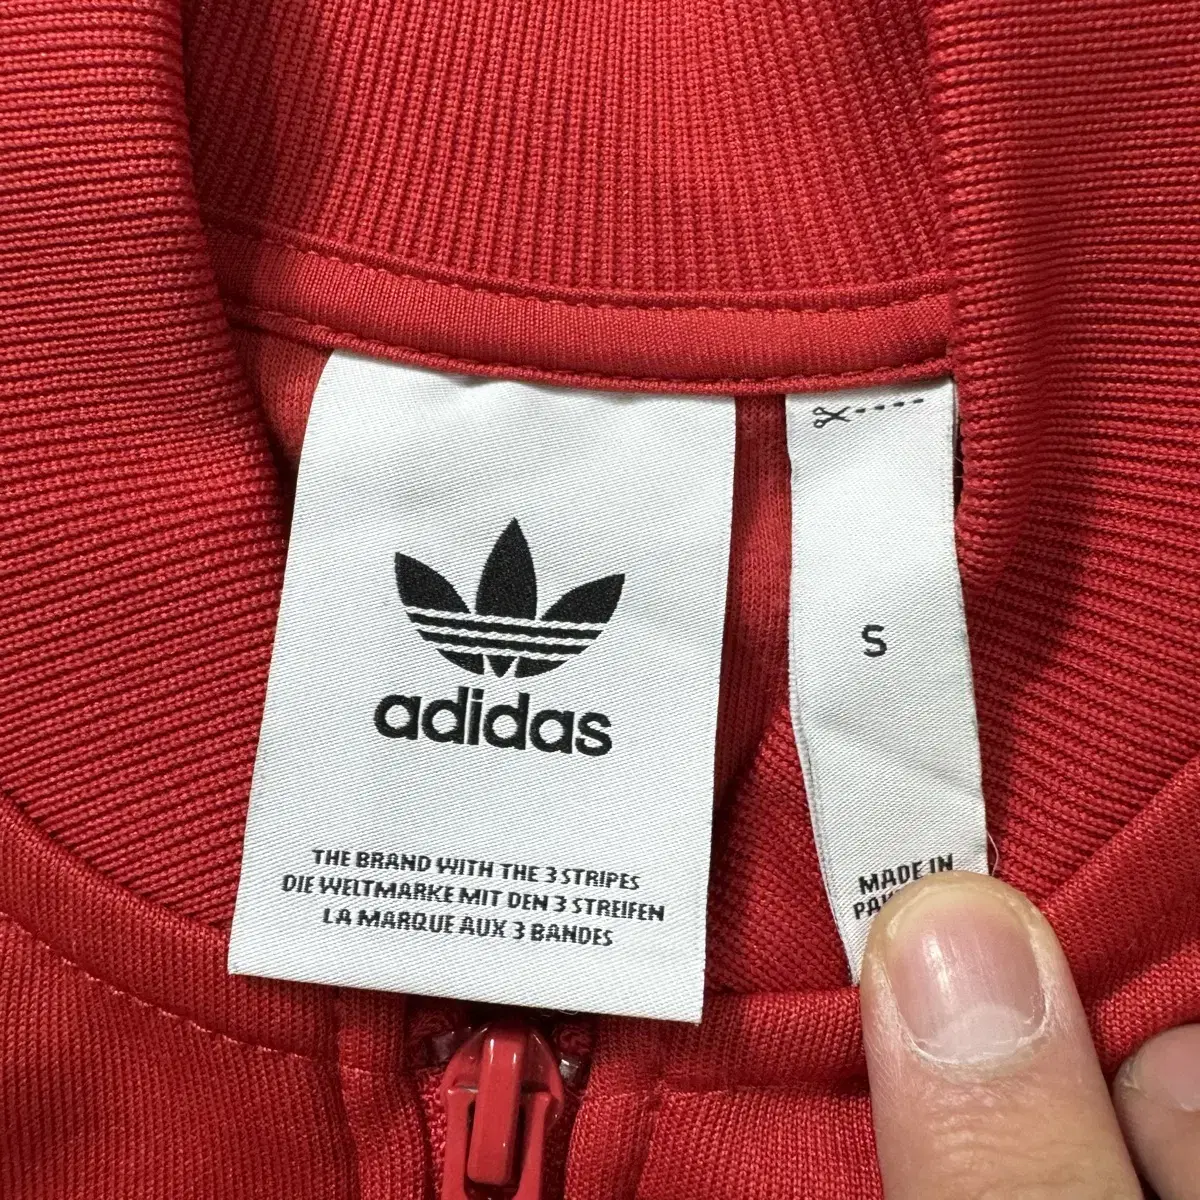 adidas
THE BRAND WITH THE 3 STRIPES
DIE WELTMARKE MIT DEN 3 STREIFEN
LA MARQUE AUX 3 BANDES
S
MADE IN